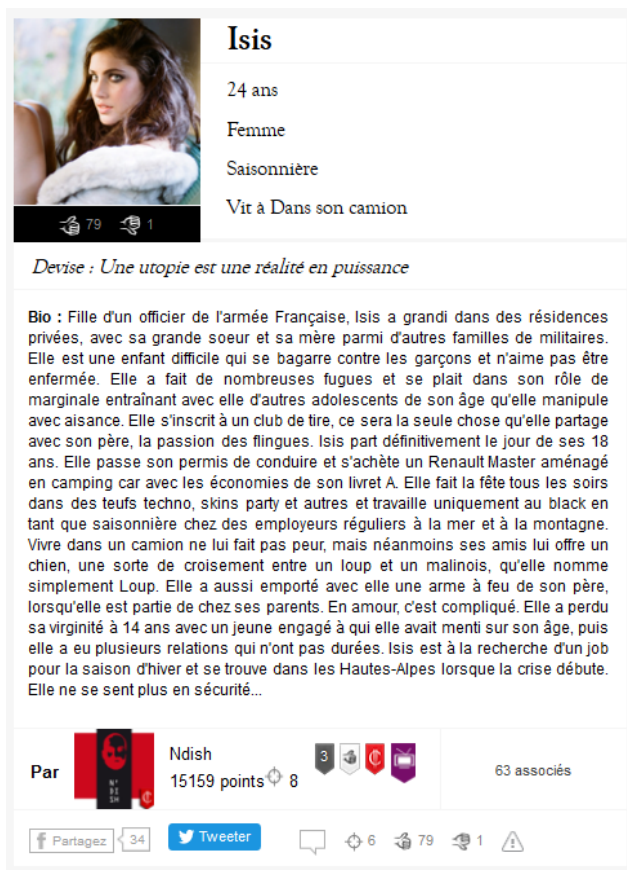 Isis
24 ans
Femme
Saisonnière
Vit à Dans son camion
79 1
Devise : Une utopie est une réalité en puissance
Bio : Fille d'un officier de l'armée Française, Isis a grandi dans des résidences
privées, avec sa grande soeur et sa mère parmi d'autres familles de militaires.
Elle est une enfant difficile qui se bagarre contre les garçons et n'aime pas être
enfermée. Elle a fait de nombreuses fugues et se plait dans son rôle de
marginale entraînant avec elle d'autres adolescents de son âge qu'elle manipule
avec aisance. Elle s'inscrit à un club de tire, ce sera la seule chose qu'elle partage
avec son père, la passion des flingues. Isis part définitivement le jour de ses 18
ans. Elle passe son permis de conduire et s'achète un Renault Master aménagé
en camping car avec les économies de son livret A. Elle fait la fête tous les soirs
dans des teufs techno, skins party et autres et travaille uniquement au black en
tant que saisonnière chez des employeurs réguliers à la mer et à la montagne.
Vivre dans un camion ne lui fait pas peur, mais néanmoins ses amis lui offre un
chien, une sorte de croisement entre un loup et un malinois, qu'elle nomme
simplement Loup. Elle a aussi emporté avec elle une arme à feu de son père,
lorsqu'elle est partie de chez ses parents. En amour, c'est compliqué. Elle a perdu
sa virginité à 14 ans avec un jeune engagé à qui elle avait menti sur son âge, puis
elle a eu plusieurs relations qui n'ont pas durées. Isis est à la recherche d'un job
pour la saison d'hiver et se trouve dans les Hautes-Alpes lorsque la crise débute.
Elle ne se sent plus en sécurité...
Par
N°
DI
SH
Ndish
15159 points 8
3
63 associés
f Partagez 34
Tweeter
6 79 1